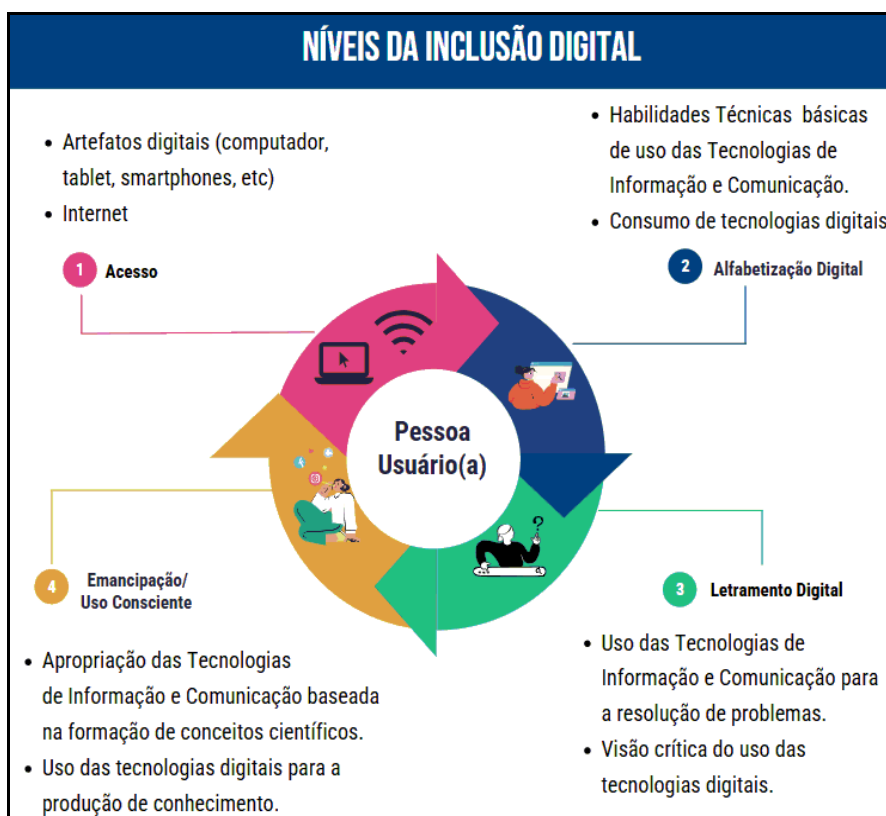 NÍVEIS DA INCLUSÃO DIGITAL
• Artefatos digitais (computador,
tablet, smartphones, etc)
• Internet
1 Acesso
• Habilidades Técnicas básicas
de uso das Tecnologias de
Informação e Comunicação.
• Consumo de tecnologias digitais
2 Alfabetização Digital
Pessoa
Usuário(a)
?
3 Letramento Digital
• Uso das Tecnologias de
Informação e Comunicação para
a resolução de problemas.
• Visão crítica do uso das
tecnologias digitais.
4 Emancipação/
Uso Consciente
• Apropriação das Tecnologias
de Informação e Comunicação baseada
na formação de conceitos científicos.
• Uso das tecnologias digitais para a
produção de conhecimento.